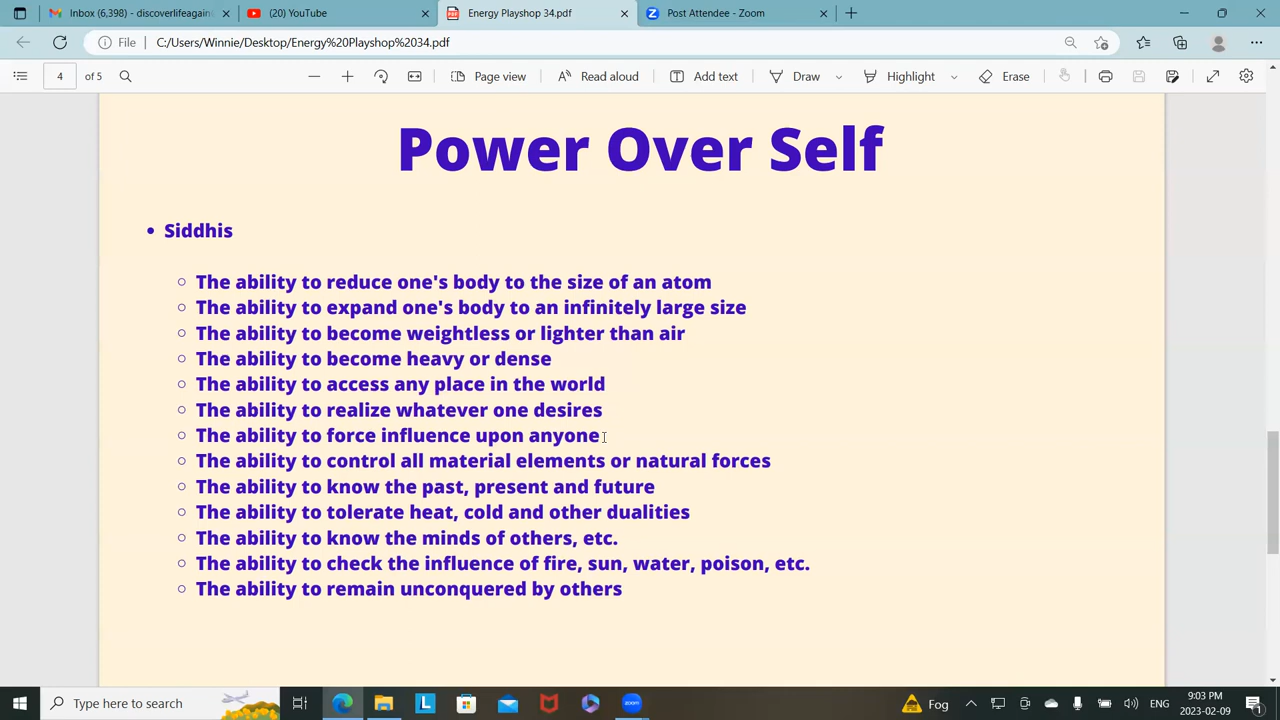 Inbox (6,398) - discoverlifeagain
(20) YouTube
Energy Playshop 34.pdf
Post Attendee - Zoom
File
C:/Users/Winnie/Desktop/Energy%20Playshop%2034.pdf
4 of 5
Page view
Read aloud
Add text
Draw
Highlight
Erase
Power Over Self
• Siddhis
○ The ability to reduce one's body to the size of an atom
○ The ability to expand one's body to an infinitely large size
○ The ability to become weightless or lighter than air
○ The ability to become heavy or dense
○ The ability to access any place in the world
○ The ability to realize whatever one desires
○ The ability to force influence upon anyone
○ The ability to control all material elements or natural forces
○ The ability to know the past, present and future
○ The ability to tolerate heat, cold and other dualities
○ The ability to know the minds of others, etc.
○ The ability to check the influence of fire, sun, water, poison, etc.
○ The ability to remain unconquered by others
Type here to search
L
zoom
Fog
ENG
9:03 PM
2023-02-09
1